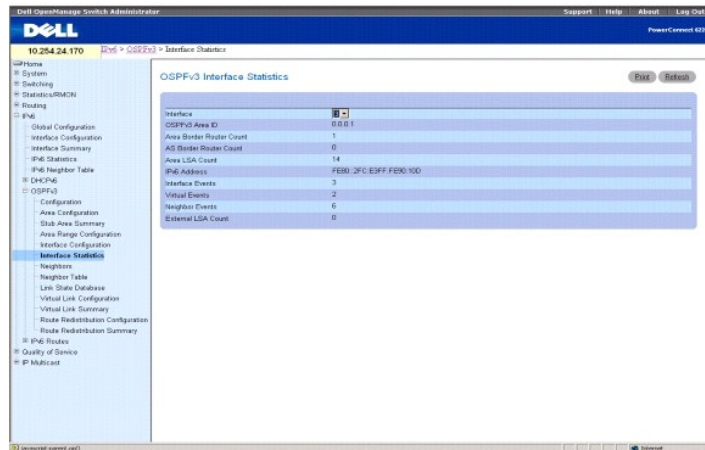 Dell OpenManage Switch Administrator
Support Help About Log Out
DELL
PowerConnect 622
10.254.24.170
IPv6 > OSPFv3 > Interface Statistics
Home
System
Switching
Statistics/RMON
Routing
IPv6
Global Configuration
Interface Configuration
Interface Summary
IPv6 Statistics
IPv6 Neighbor Table
DHCPv6
OSPFv3
Configuration
Area Configuration
Stub Area Summary
Area Range Configuration
Interface Configuration
Interface Statistics
Neighbors
Neighbor Table
Link State Database
Virtual Link Configuration
Virtual Link Summary
Route Redistribution Configuration
Route Redistribution Summary
IPv6 Routes
Quality of Service
IP Multicast
OSPFv3 Interface Statistics
Print Refresh
Interface
OSPFV3 Area ID 0.0.0.1
Area Border Router Count 1
AS Border Router Count 0
Area LSA Count 14
IPv6 Address FE80::2FC:E3FF:FE90:10D
Interface Events 3
Virtual Events 2
Neighbor Events 6
External LSA Count 0
Internet